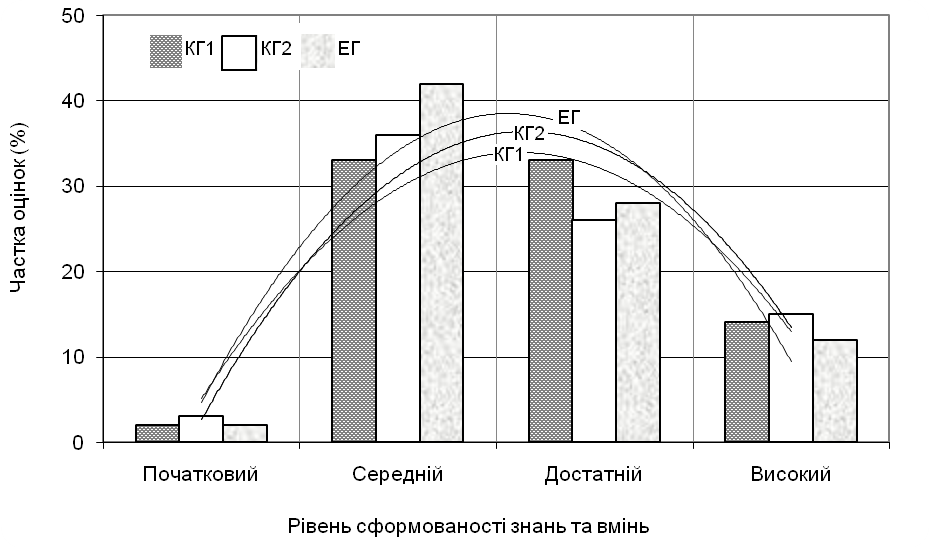 50
КГ1 КГ2 ЕГ
40
ЕГ
КГ2
КГ1
30
20
10
0
Частка оцінок (%)
Початковий Середній Достатній Високий
Рівень сформованості знань та вмінь